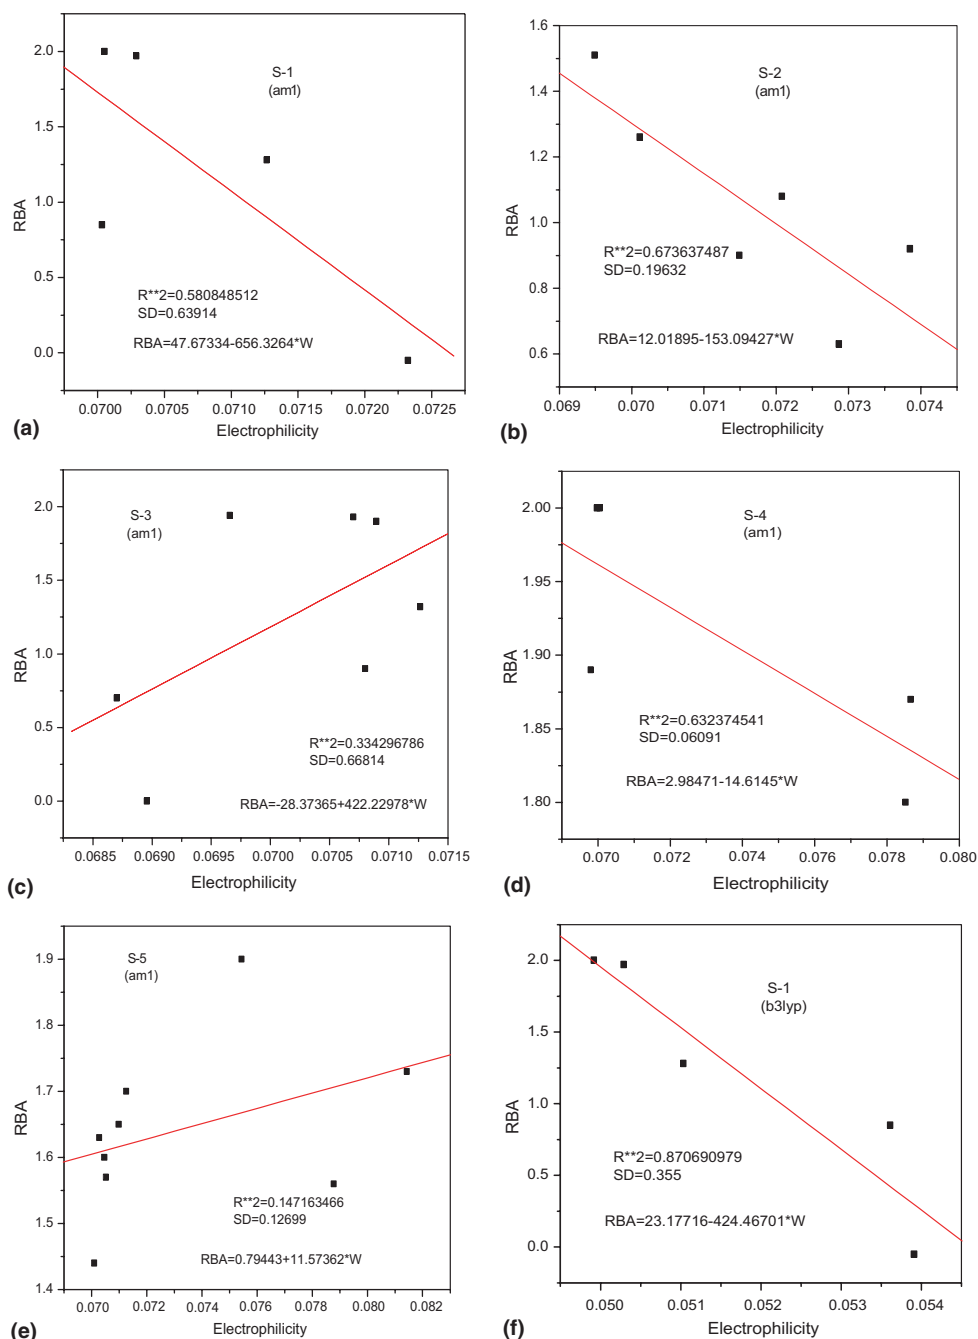 2.0
1.5
1.0
0.5
0.0
RBA
S-1
(am1)
R**2=0.580848512
SD=0.63914
RBA=47.67334-656.3264*W
0.0700 0.0705 0.0710 0.0715 0.0720 0.0725
Electrophilicity
(a)
1.6
1.4
1.2
1.0
0.8
0.6
RBA
S-2
(am1)
R**2=0.673637487
SD=0.19632
RBA=12.01895-153.09427*W
0.069 0.070 0.071 0.072 0.073 0.074
Electrophilicity
(b)
2.0
1.5
1.0
0.5
0.0
RBA
S-3
(am1)
R**2=0.334296786
SD=0.66814
RBA=-28.37365+422.22978*W
0.0685 0.0690 0.0695 0.0700 0.0705 0.0710 0.0715
Electrophilicity
(c)
2.00
1.95
1.90
1.85
1.80
RBA
S-4
(am1)
R**2=0.632374541
SD=0.06091
RBA=2.98471-14.6145*W
0.070 0.072 0.074 0.076 0.078 0.080
Electrophilicity
(d)
1.9
1.8
1.7
1.6
1.5
1.4
RBA
S-5
(am1)
R**2=0.147163466
SD=0.12699
RBA=0.79443+11.57362*W
0.070 0.072 0.074 0.076 0.078 0.080 0.082
Electrophilicity
(e)
2.0
1.5
1.0
0.5
0.0
RBA
S-1
(b3lyp)
R**2=0.870690979
SD=0.355
RBA=23.17716-424.46701*W
0.050 0.051 0.052 0.053 0.054
Electrophilicity
(f)